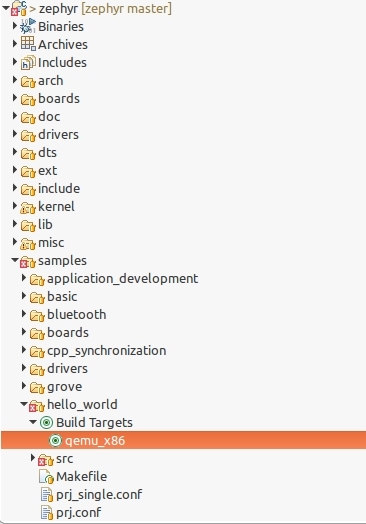 > zephyr [zephyr master]
Binaries
Archives
Includes
arch
boards
doc
drivers
dts
ext
include
kernel
lib
misc
samples
application_development
basic
bluetooth
boards
cpp_synchronization
drivers
grove
hello_world
Build Targets
qemu_x86
src
Makefile
prj_single.conf
prj.conf